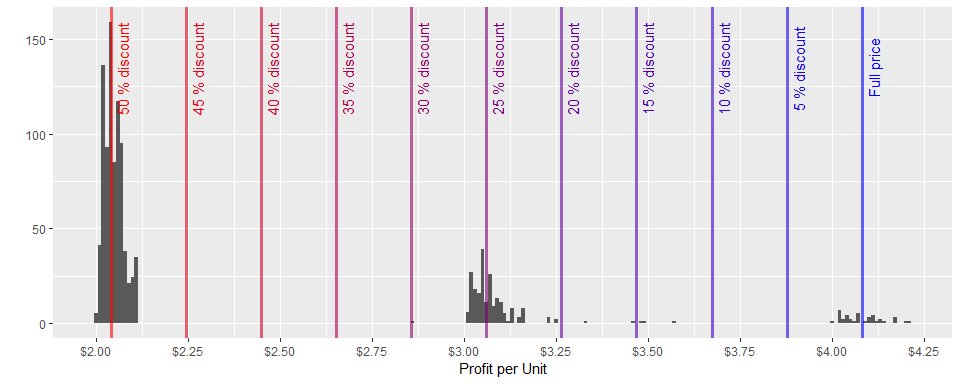 150
100
50
0
50 % discount
45 % discount
40 % discount
35 % discount
30 % discount
25 % discount
20 % discount
15 % discount
10 % discount
5 % discount
Full price
$2.00
$2.25
$2.50
$2.75
$3.00
$3.25
$3.50
$3.75
$4.00
$4.25
Profit per Unit